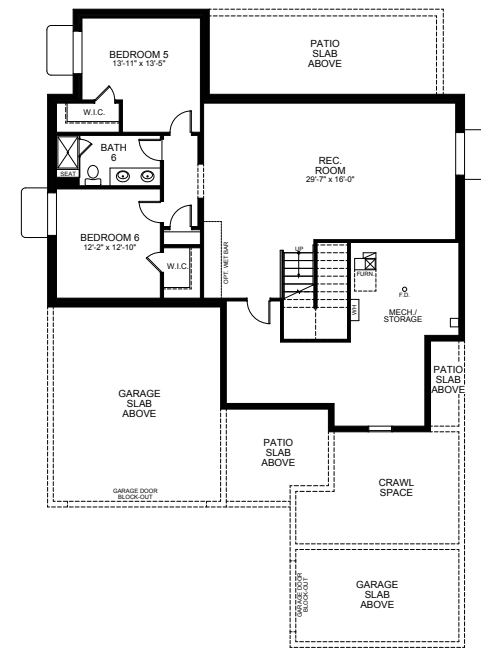 BEDROOM 5
13'-11" x 13'-5"
PATIO
SLAB
ABOVE
W.I.C.
BATH
6
SEAT
REC.
ROOM
29'-7" x 16'-0"
BEDROOM 6
12'-2" x 12'-10"
W.I.C.
OPT. WET BAR
UP
FURN.
F.D.
WH
MECH./
STORAGE
GARAGE
SLAB
ABOVE
PATIO
SLAB
ABOVE
PATIO
SLAB
ABOVE
CRAWL
SPACE
GARAGE DOOR
BLOCK-OUT
GARAGE DOOR
BLOCK-OUT
GARAGE
SLAB
ABOVE